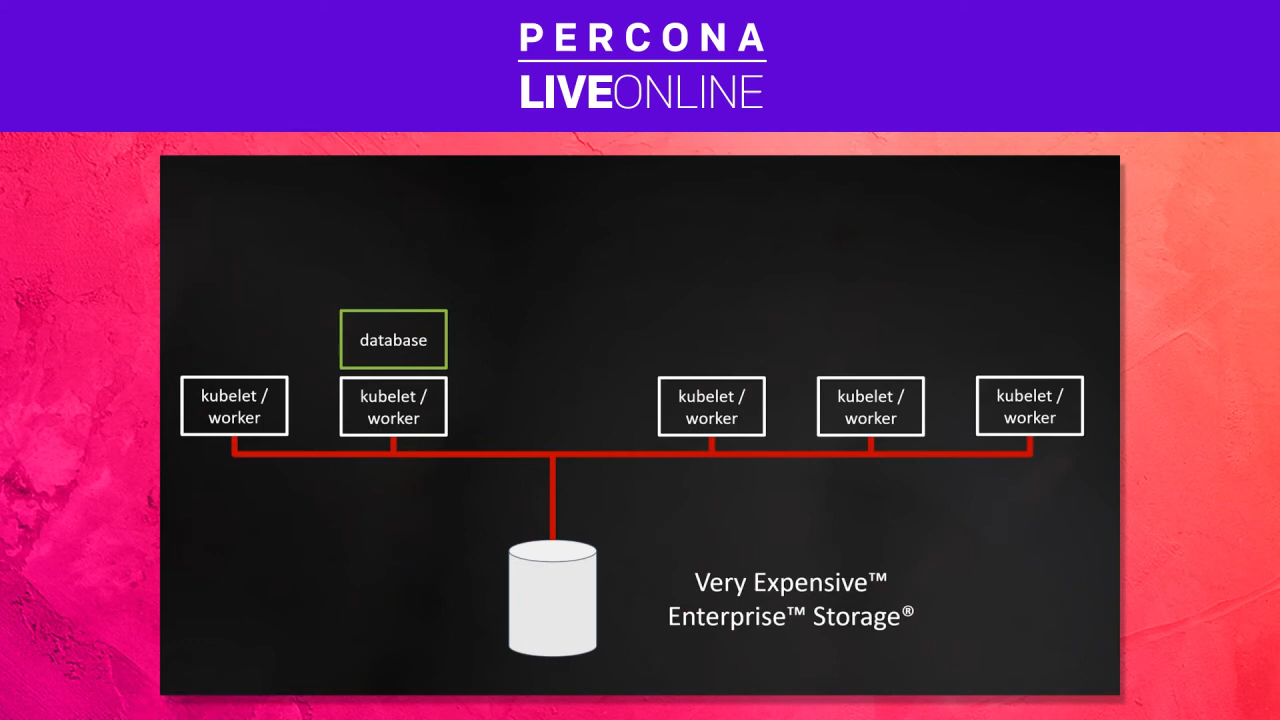 PERCONA
LIVEONLINE
database
kubelet /
worker
kubelet /
worker
kubelet /
worker
kubelet /
worker
kubelet /
worker
Very Expensive™
Enterprise™ Storage®